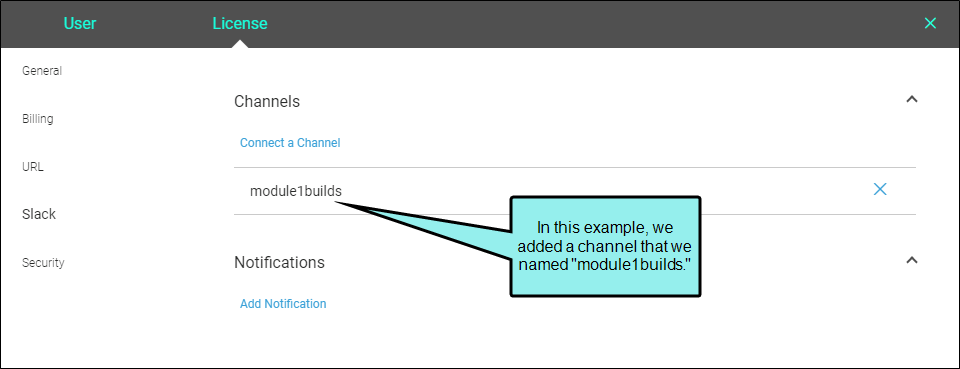 User
License
General
Billing
URL
Slack
Security
Channels
Connect a Channel
module1builds
In this example, we
added a channel that we
named "module1builds."
Notifications
Add Notification